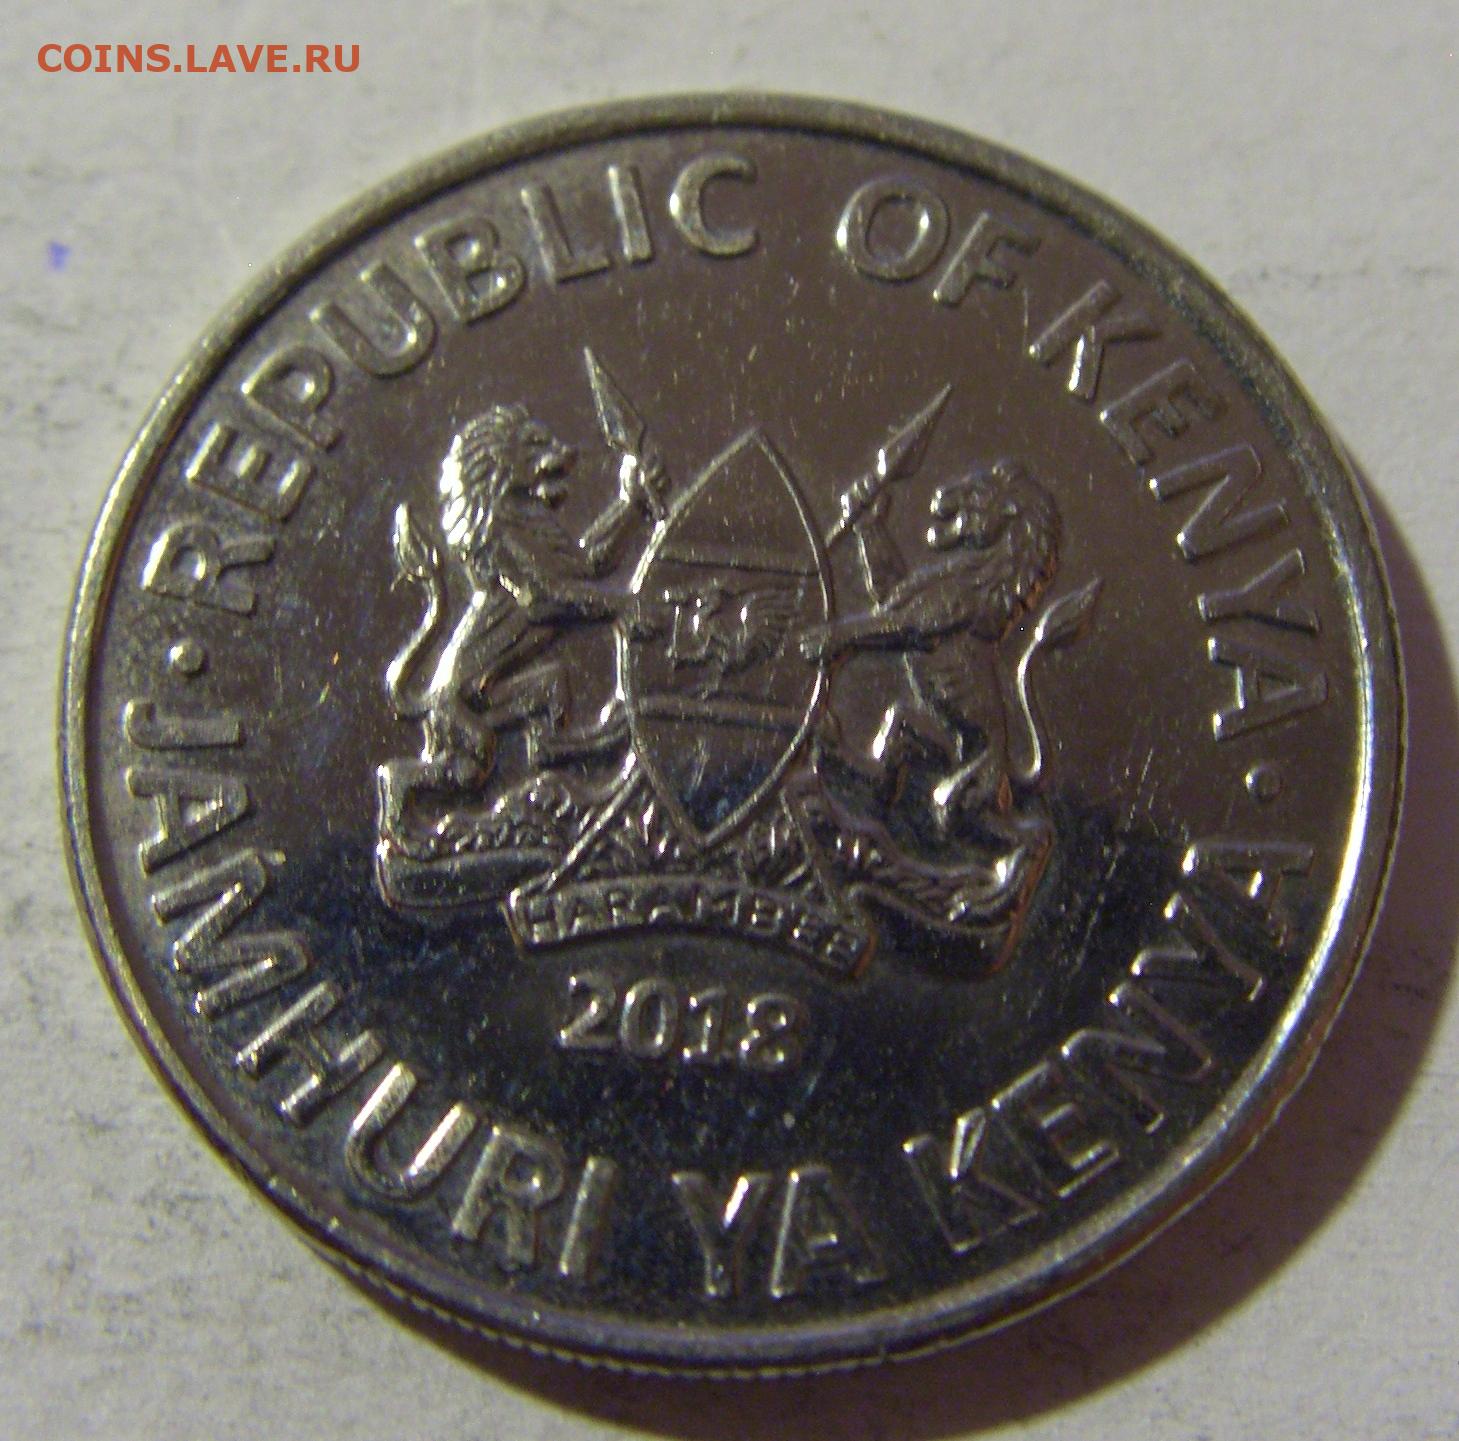 COINS.LAVE.RU
REPUBLIC OF KENYA
HARAMBEE
2018
JAMHURI YA KENYA